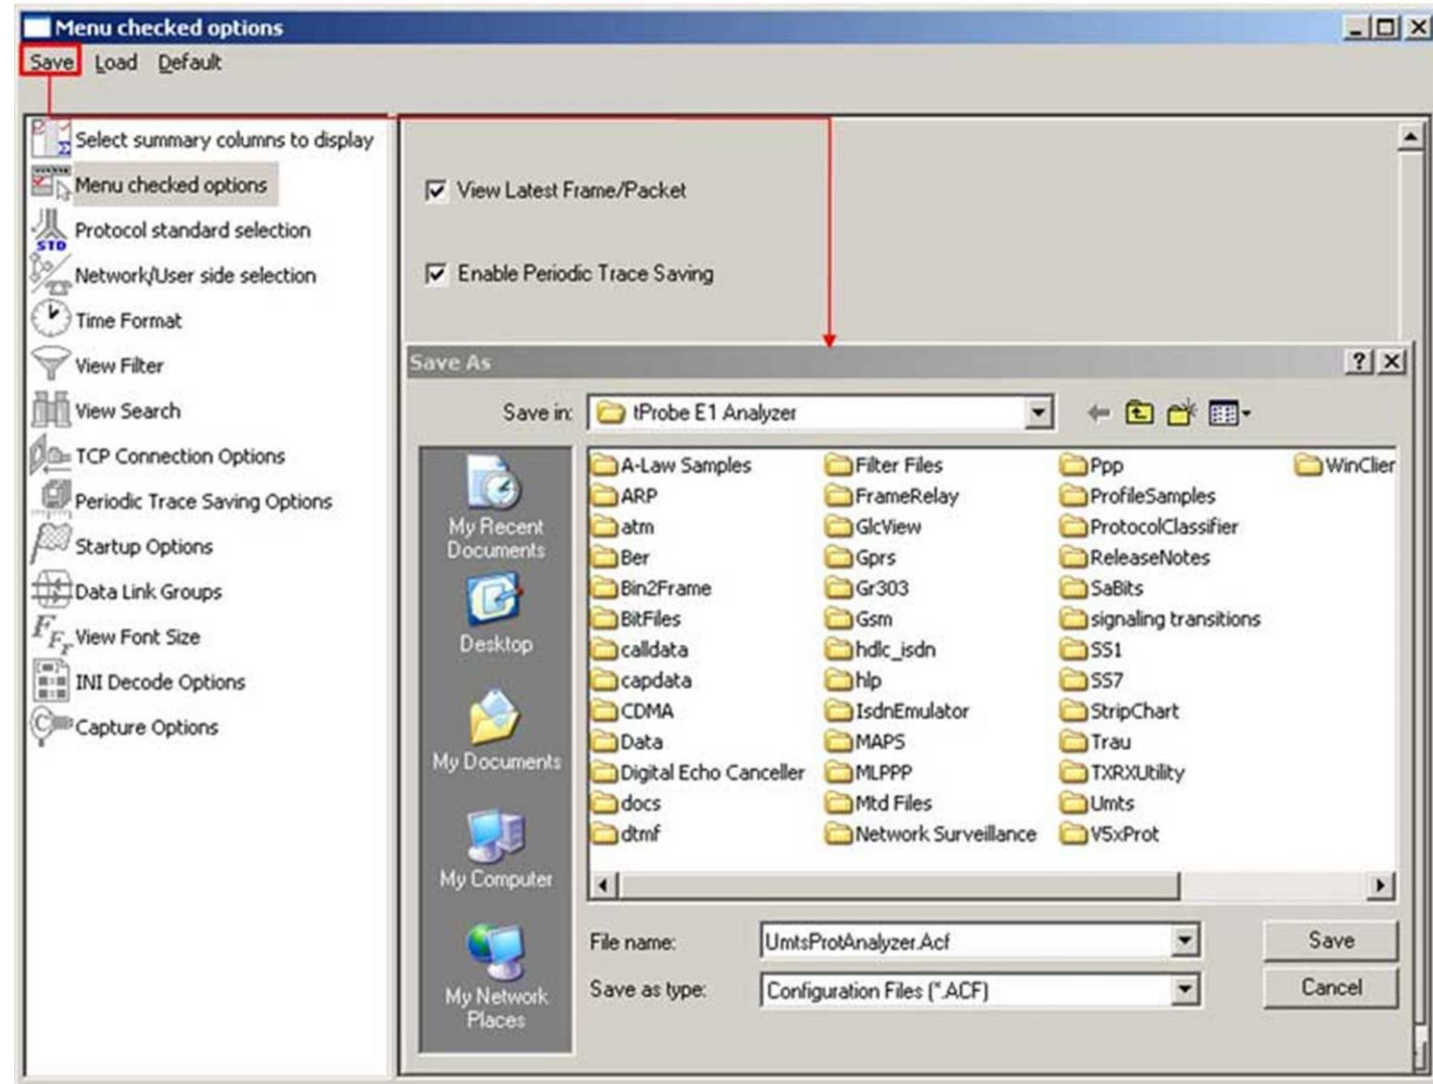 Menu checked options
Save Load Default
Select summary columns to display
Menu checked options
Protocol standard selection
STD
Network/User side selection
Time Format
View Filter
View Search
TCP Connection Options
Periodic Trace Saving Options
Startup Options
Data Link Groups
View Font Size
INI Decode Options
Capture Options
View Latest Frame/Packet
Enable Periodic Trace Saving
Save As
Save in: tProbe E1 Analyzer
My Recent
Documents
Desktop
My Documents
My Computer
My Network
Places
A-Law Samples
ARP
atm
Ber
Bin2Frame
BitFiles
calldata
capdata
CDMA
Data
Digital Echo Canceller
docs
dtmf
Filter Files
FrameRelay
GlcView
Gprs
Gr303
Gsm
hdlc_isdn
hlp
IsdnEmulator
MAPS
MLPPP
Mtd Files
Network Surveillance
Ppp
ProfileSamples
ProtocolClassifier
ReleaseNotes
SaBits
signaling transitions
SS1
SS7
StripChart
Trau
TXRXUtility
Umts
V5xProt
WinClier
File name: UmtsProtAnalyzer.Acf Save
Save as type: Configuration Files (*.ACF) Cancel